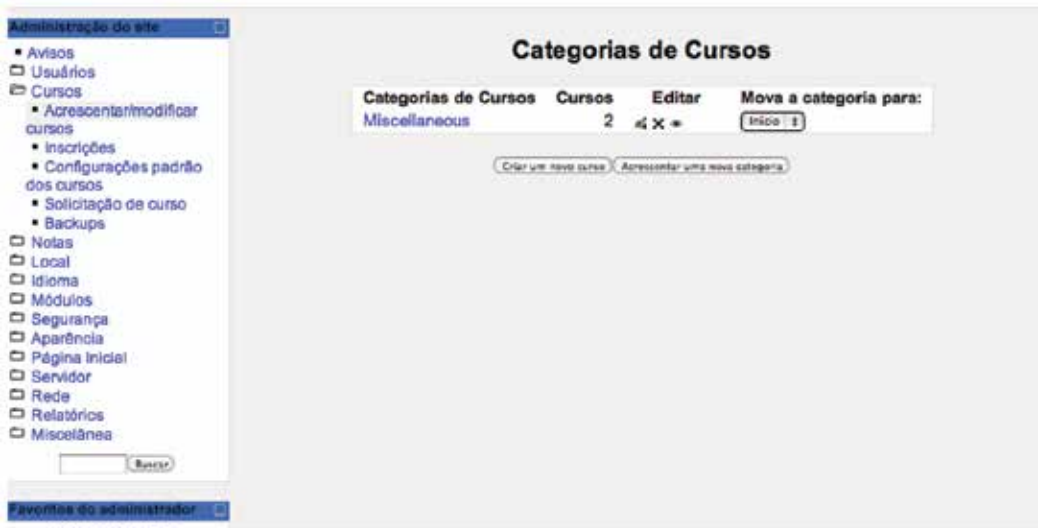 Administração do site
Avisos
Usuários
Cursos
Acrescentar/modificar
cursos
Inscrições
Configurações padrão
dos cursos
Solicitação de curso
Backups
Notas
Local
Idioma
Módulos
Segurança
Aparência
Página Inicial
Servidor
Rede
Relatórios
Miscelânea
Buscar
Favoritos do administrador
Categorias de Cursos
Categorias de Cursos Cursos Editar Mova a categoria para:
Miscellaneous 2 Início
Criar um novo curso Acrescentar uma nova categoria